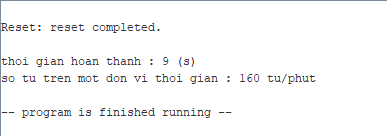 Reset: reset completed.
thoi gian hoan thanh : 9 (s)
so tu tren mot don vi thoi gian : 160 tu/phut
-- program is finished running --